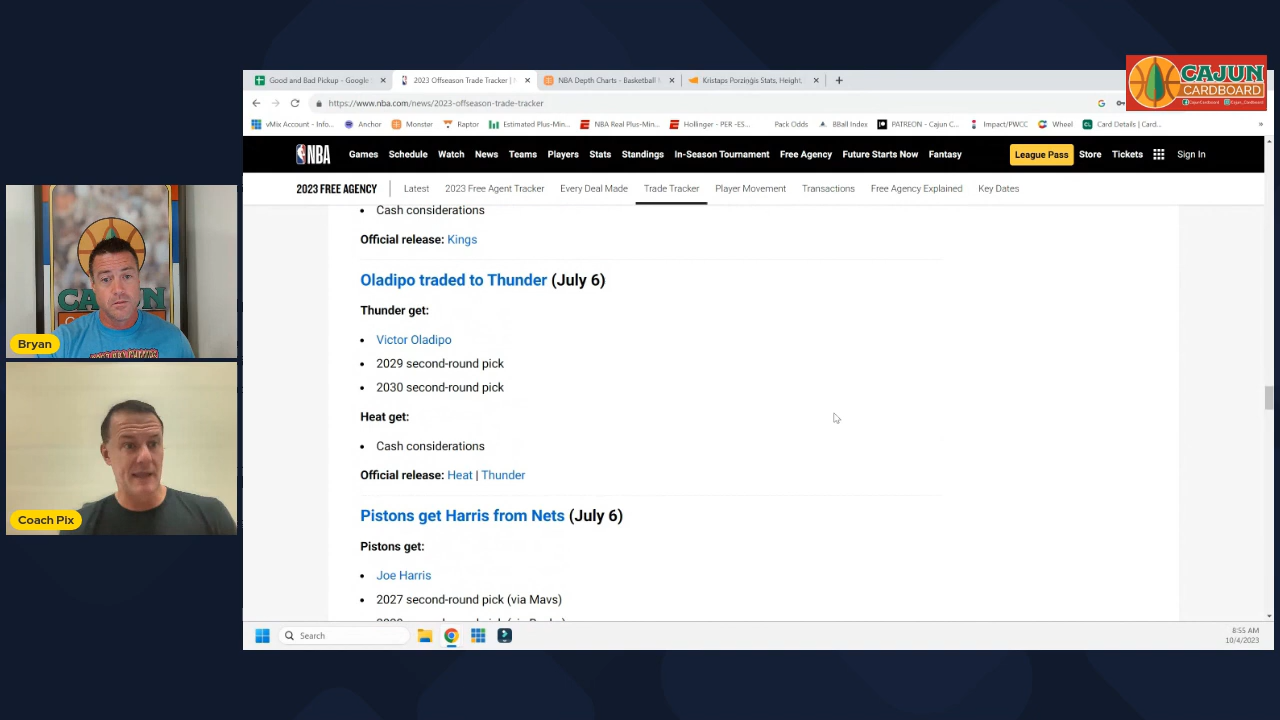 CAJUN
CARDBOARD
Good and Bad Pickup - Google
2023 Offseason Trade Tracker |
NBA Depth Charts - Basketball
Kristaps Porzingis Stats, Height,
https://www.nba.com/news/2023-offseason-trade-tracker
vMix Account - Info... Anchor Monster Raptor Estimated Plus-Min... NBA Real Plus-Min... Hollinger - PER -ES... Pack Odds BBall Index PATREON - Cajun C... Impact/PWCC Wheel Card Details | Card... »
NBA Games Schedule Watch News Teams Players Stats Standings In-Season Tournament Free Agency Future Starts Now Fantasy League Pass Store Tickets Sign In
2023 FREE AGENCY Latest 2023 Free Agent Tracker Every Deal Made Trade Tracker Player Movement Transactions Free Agency Explained Key Dates
• Cash considerations
Official release: Kings
Oladipo traded to Thunder (July 6)
Thunder get:
• Victor Oladipo
• 2029 second-round pick
• 2030 second-round pick
Heat get:
• Cash considerations
Official release: Heat | Thunder
Pistons get Harris from Nets (July 6)
Pistons get:
• Joe Harris
• 2027 second-round pick (via Mavs)
Bryan
Coach Pix
Search
8:55 AM
10/4/2023